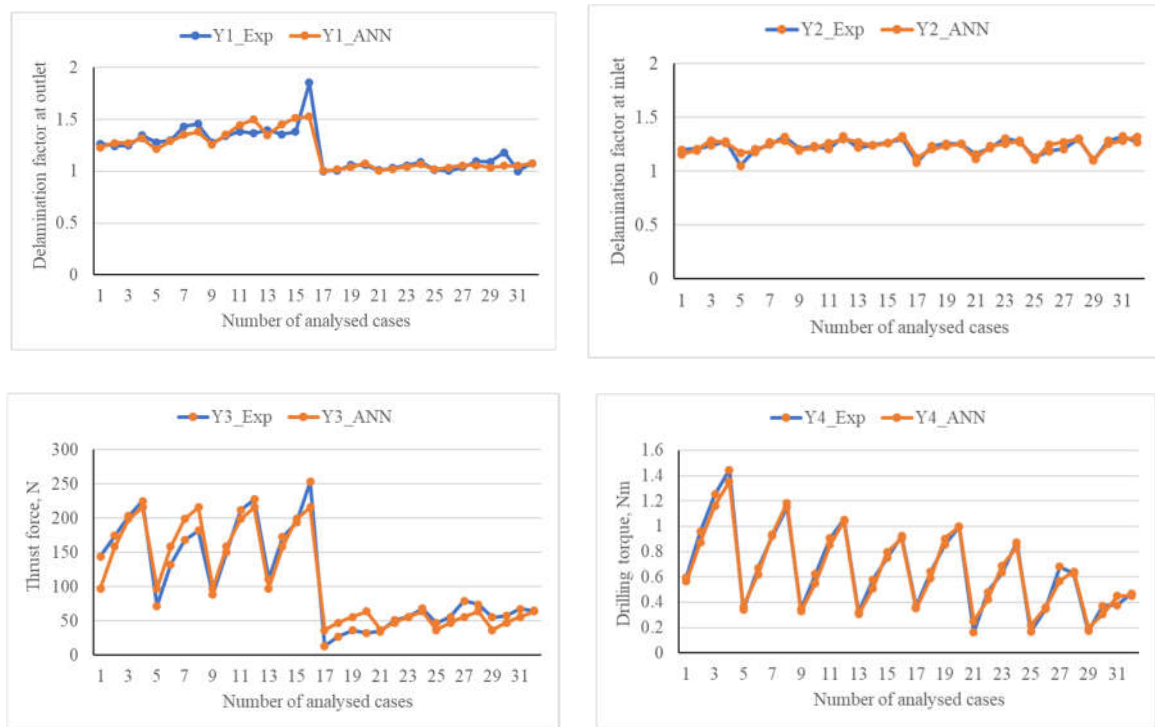 Y1_Exp Y1_ANN
2
1.5
1
0.5
0
Delamination factor at outlet
1 3 5 7 9 11 13 15 17 19 21 23 25 27 29 31
Number of analysed cases
Y2_Exp Y2_ANN
2
1.5
1
0.5
0
Delamination factor at inlet
1 3 5 7 9 11 13 15 17 19 21 23 25 27 29 31
Number of analysed cases
Y3_Exp Y3_ANN
300
250
200
150
100
50
0
Thrust force, N
1 3 5 7 9 11 13 15 17 19 21 23 25 27 29 31
Number of analysed cases
Y4_Exp Y4_ANN
1.6
1.4
1.2
1
0.8
0.6
0.4
0.2
0
Drilling torque, Nm
1 3 5 7 9 11 13 15 17 19 21 23 25 27 29 31
Number of analysed cases